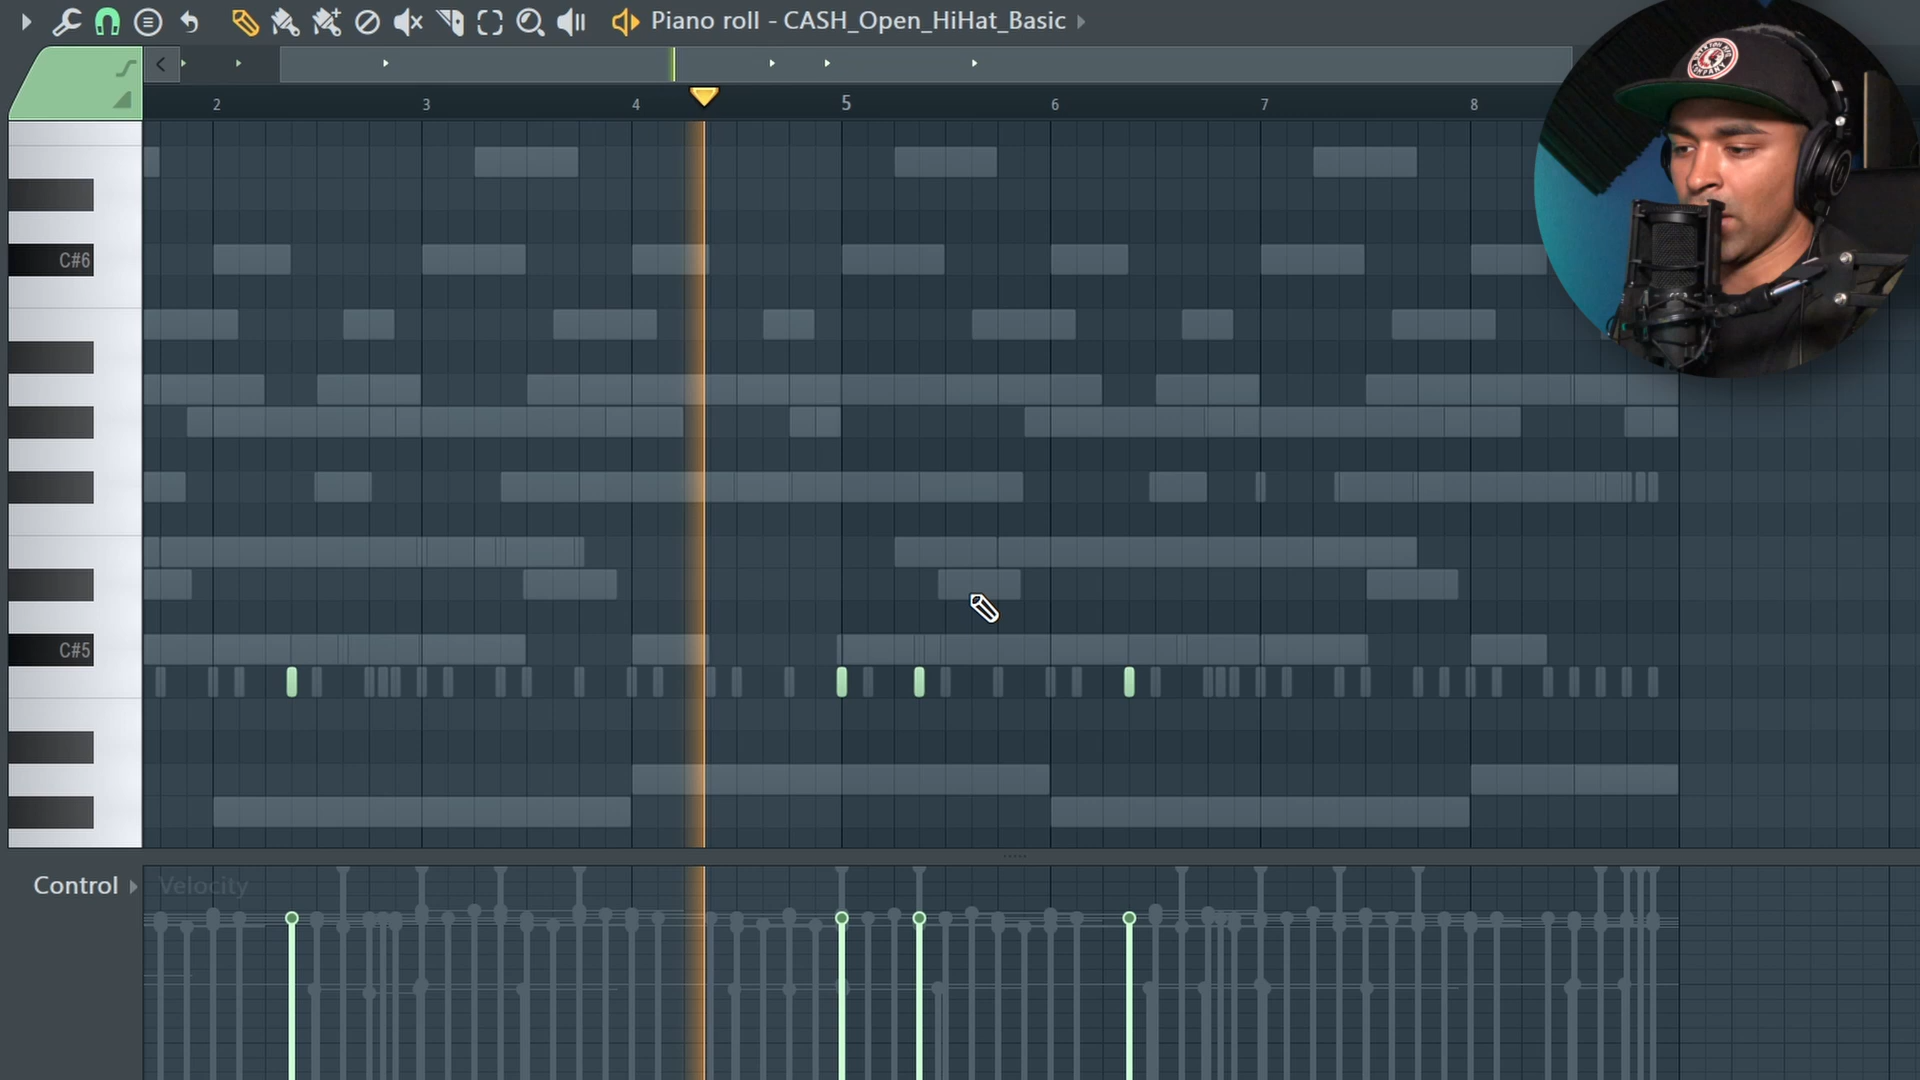 Piano roll - CASH_Open_HiHat_Basic
2 3 4 5 6 7 8
C#6
C#5
Control
Velocity